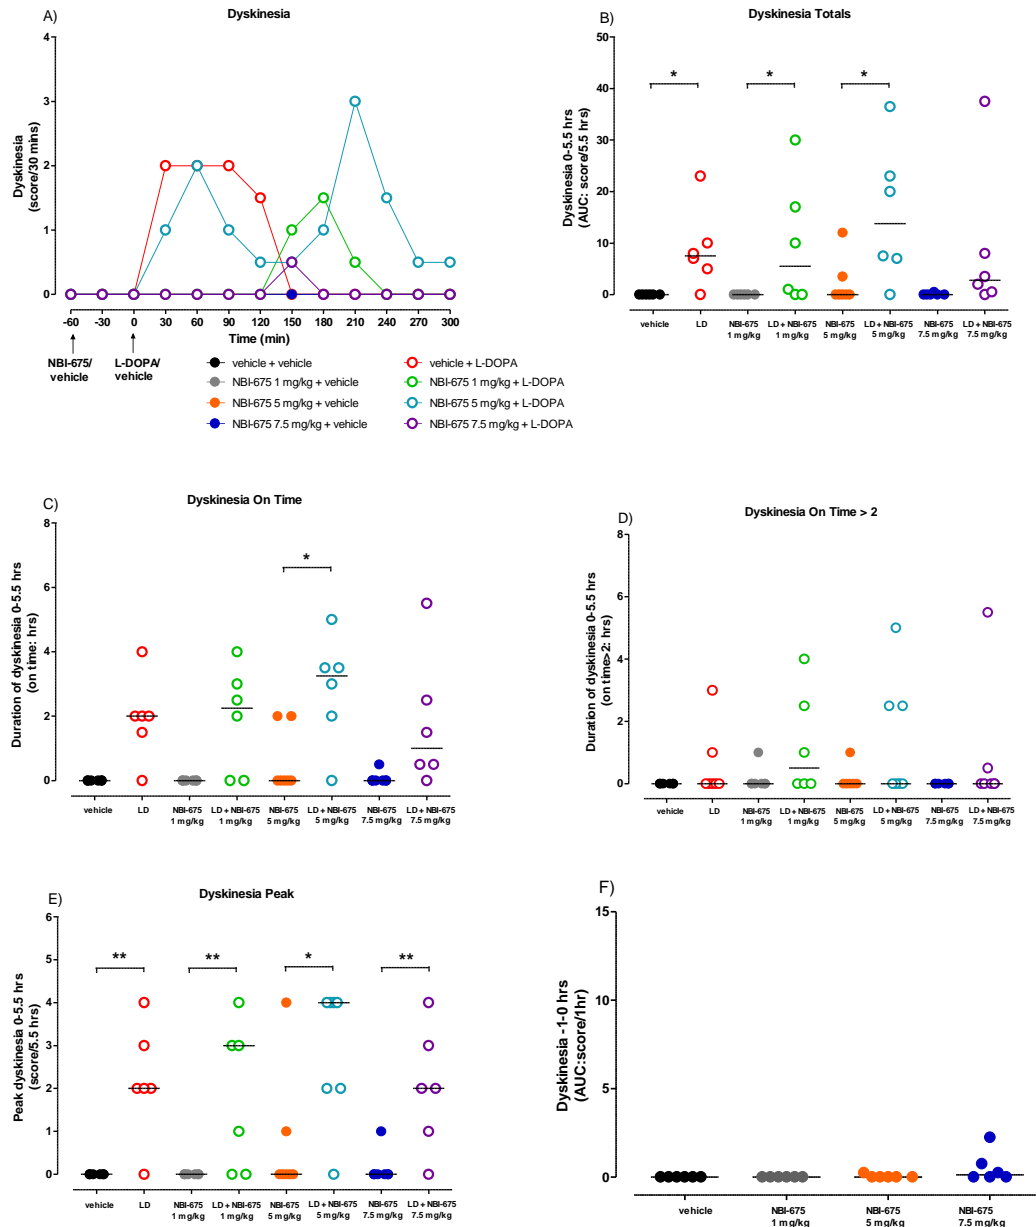 A)
Dyskinesia
4
3
2
1
0
Dyskinesia
(score/30 mins)
-60 -30 0 30 60 90 120 150 180 210 240 270 300
Time (min)
NBI-675/
vehicle
L-DOPA/
vehicle
vehicle + vehicle
vehicle + L-DOPA
NBI-675 1 mg/kg + vehicle
NBI-675 1 mg/kg + L-DOPA
NBI-675 5 mg/kg + vehicle
NBI-675 5 mg/kg + L-DOPA
NBI-675 7.5 mg/kg + vehicle
NBI-675 7.5 mg/kg + L-DOPA
B)
Dyskinesia Totals
50
40
30
20
10
0
Dyskinesia 0-5.5 hrs
(AUC: score/5.5 hrs)
* * *
vehicle LD NBI-675 LD + NBI-675 NBI-675 LD + NBI-675 NBI-675 LD + NBI-675
1 mg/kg 1 mg/kg 5 mg/kg 5 mg/kg 7.5 mg/kg 7.5 mg/kg
C)
Dyskinesia On Time
8
6
4
2
0
Duration of dyskinesia 0-5.5 hrs
(on time: hrs)
*
vehicle LD NBI-675 LD + NBI-675 NBI-675 LD + NBI-675 NBI-675 LD + NBI-675
1 mg/kg 1 mg/kg 5 mg/kg 5 mg/kg 7.5 mg/kg 7.5 mg/kg
D)
Dyskinesia On Time > 2
8
6
4
2
0
Duration of dyskinesia 0-5.5 hrs
(on time>2: hrs)
vehicle LD NBI-675 LD + NBI-675 NBI-675 LD + NBI-675 NBI-675 LD + NBI-675
1 mg/kg 1 mg/kg 5 mg/kg 5 mg/kg 7.5 mg/kg 7.5 mg/kg
E)
Dyskinesia Peak
6
5
4
3
2
1
0
Peak dyskinesia 0-5.5 hrs
(score/5.5 hrs)
** ** * **
vehicle LD NBI-675 LD + NBI-675 NBI-675 LD + NBI-675 NBI-675 LD + NBI-675
1 mg/kg 1 mg/kg 5 mg/kg 5 mg/kg 7.5 mg/kg 7.5 mg/kg
F)
15
10
5
0
Dyskinesia -1-0 hrs
(AUC:score/1hr)
vehicle NBI-675 NBI-675 NBI-675
1 mg/kg 5 mg/kg 7.5 mg/kg